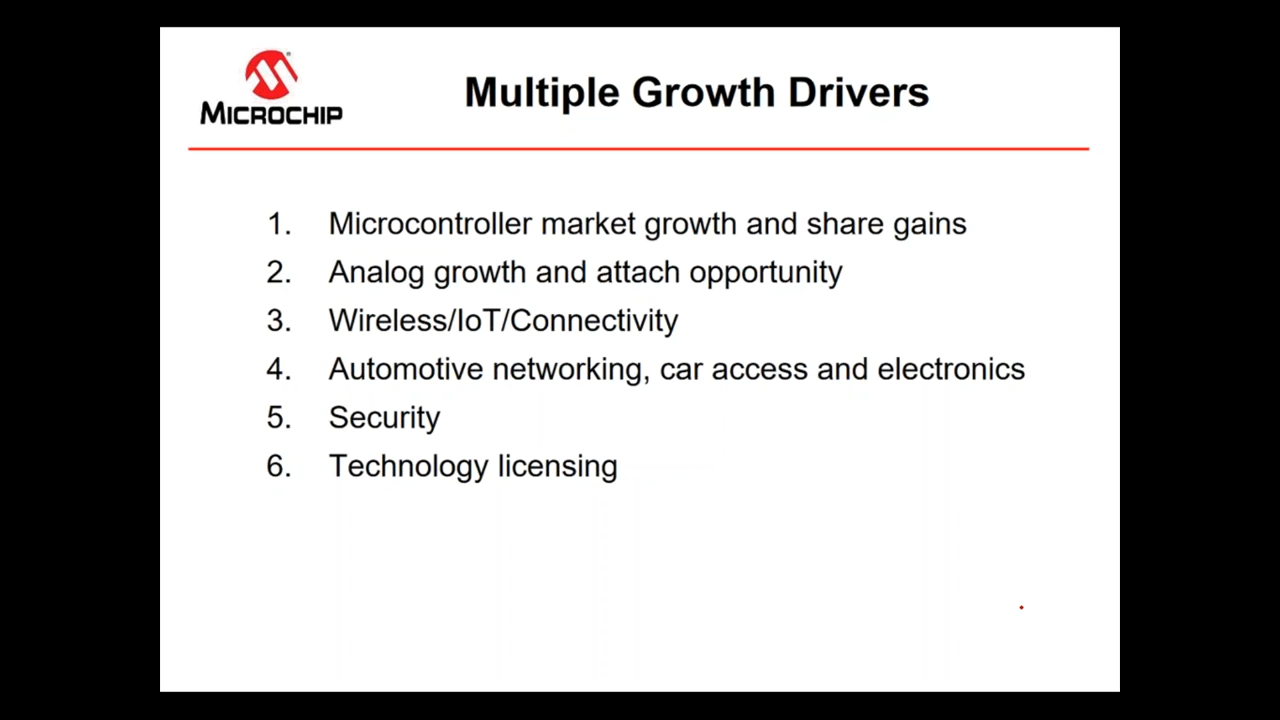 MICROCHIP
Multiple Growth Drivers
1. Microcontroller market growth and share gains
2. Analog growth and attach opportunity
3. Wireless/IoT/Connectivity
4. Automotive networking, car access and electronics
5. Security
6. Technology licensing